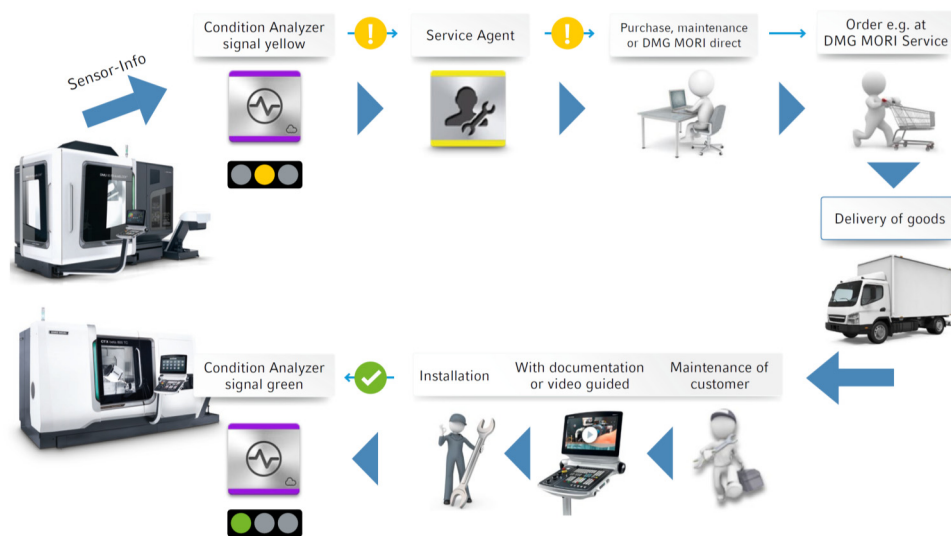 Condition Analyzer
signal yellow
Service Agent
Purchase, maintenance
or DMG MORI direct
Order e.g. at
DMG MORI Service
Sensor-Info
Delivery of goods
Condition Analyzer
signal green
Installation
With documentation
or video guided
Maintenance of
customer